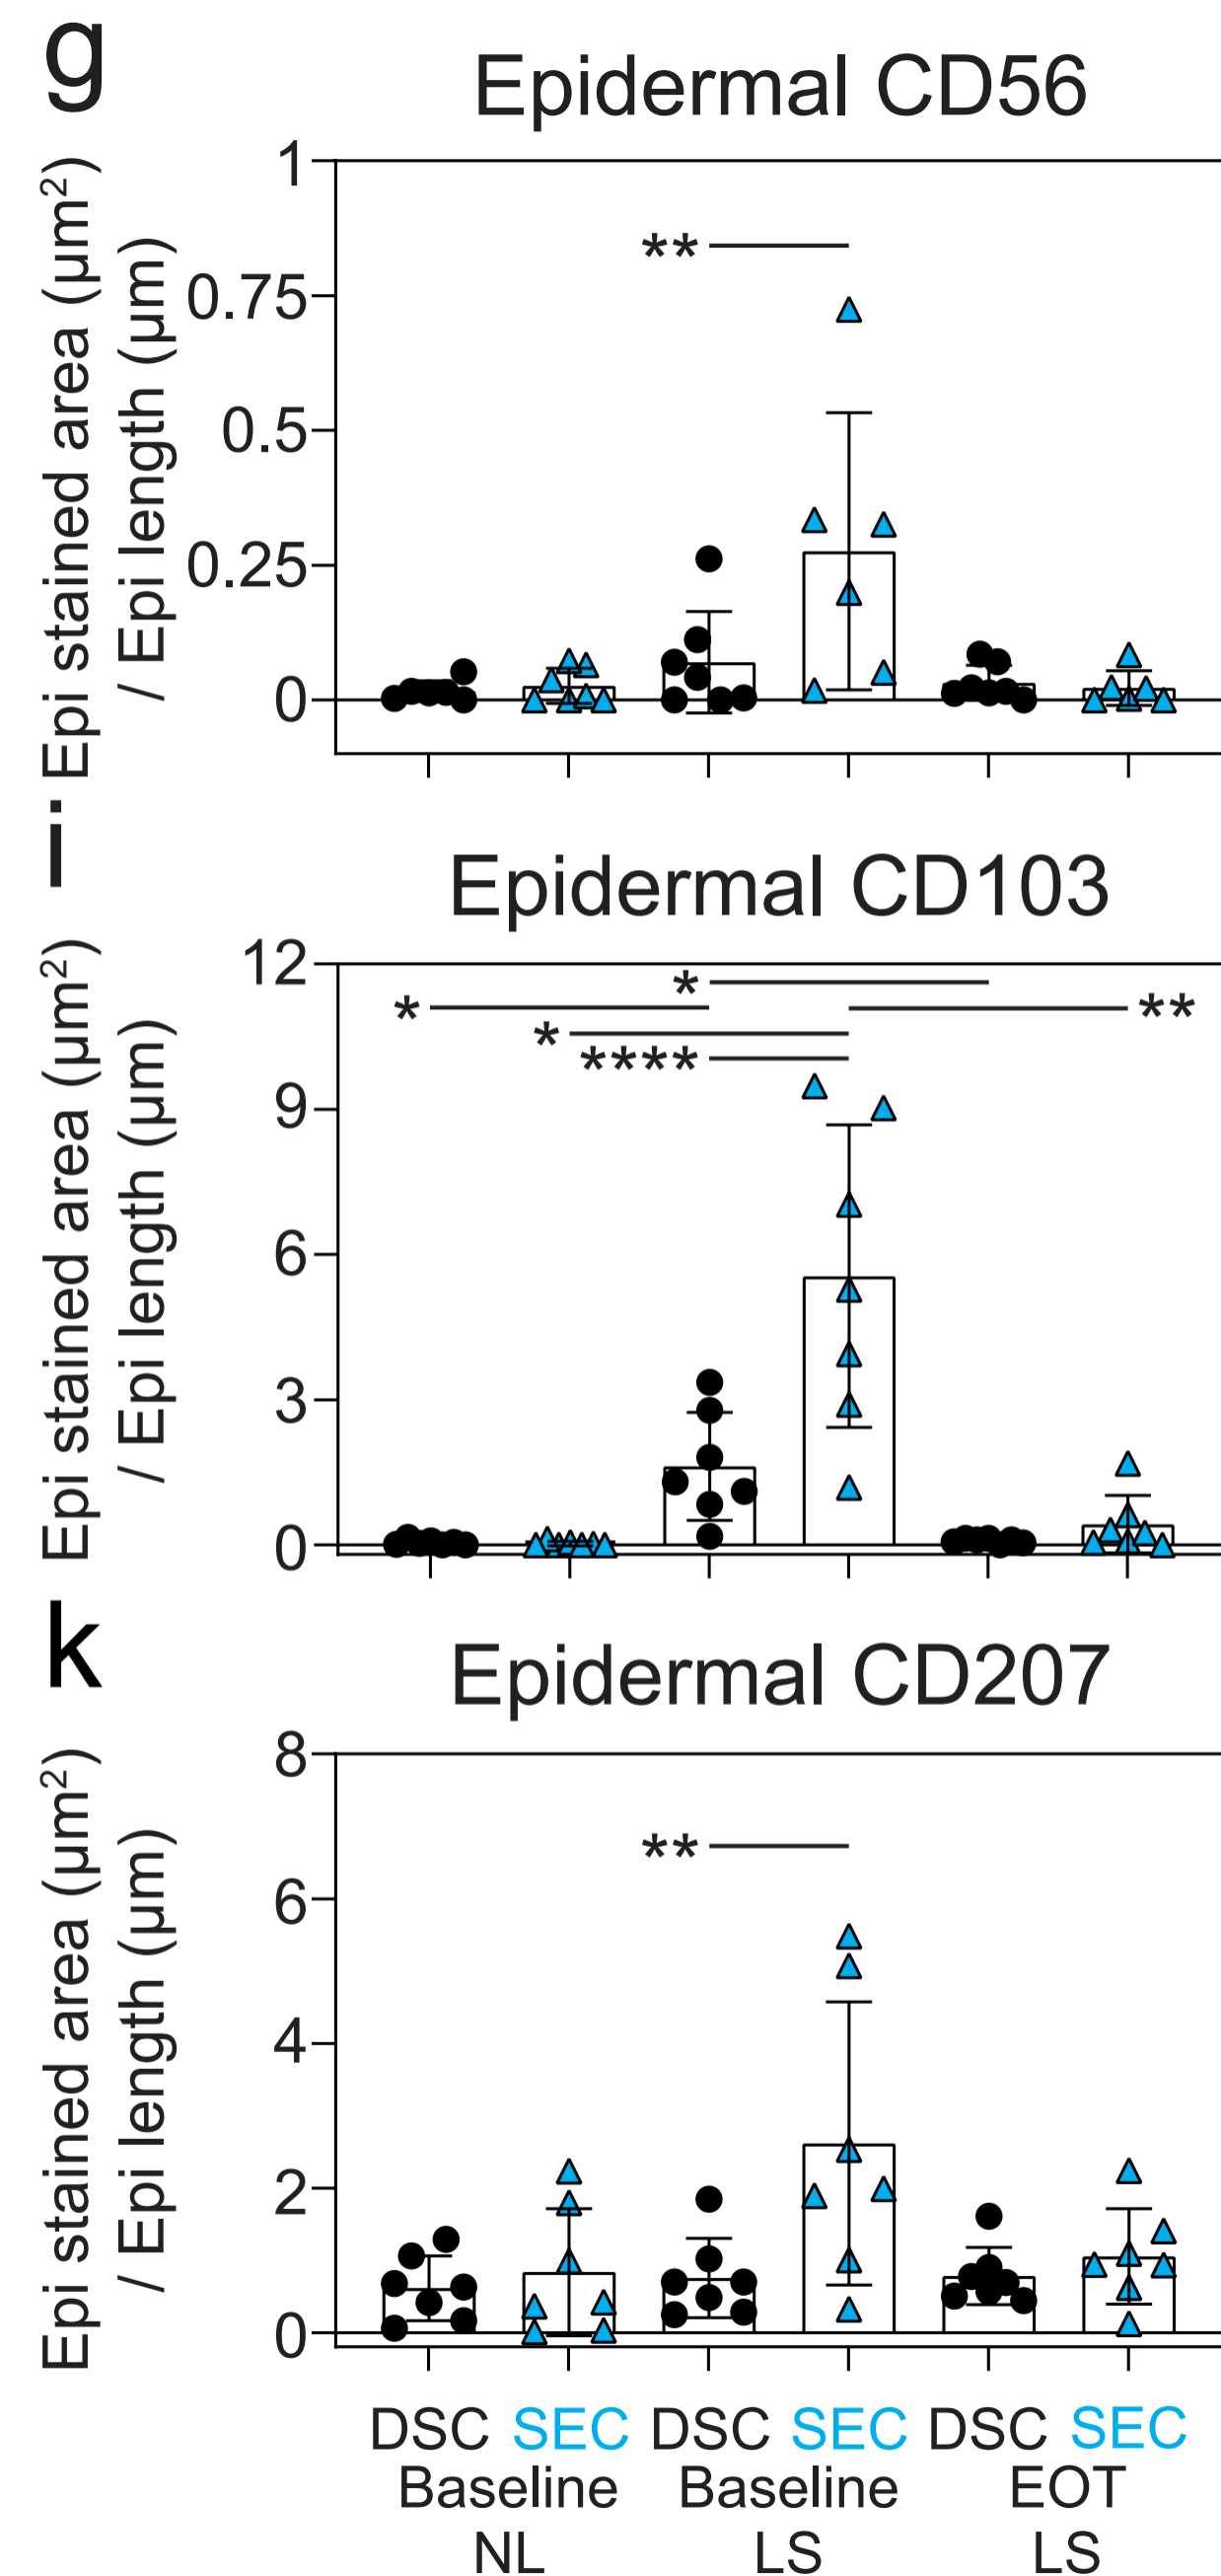 g
Epidermal CD56
Epi stained area (μm²)
/ Epi length (μm)
1
0.75
0.5
0.25
0
**
i
Epidermal CD103
Epi stained area (μm²)
/ Epi length (μm)
12
9
6
3
0
*
*
**
*
****
k
Epidermal CD207
Epi stained area (μm²)
/ Epi length (μm)
8
6
4
2
0
**
DSC SEC DSC SEC DSC SEC
Baseline Baseline EOT
NL LS LS